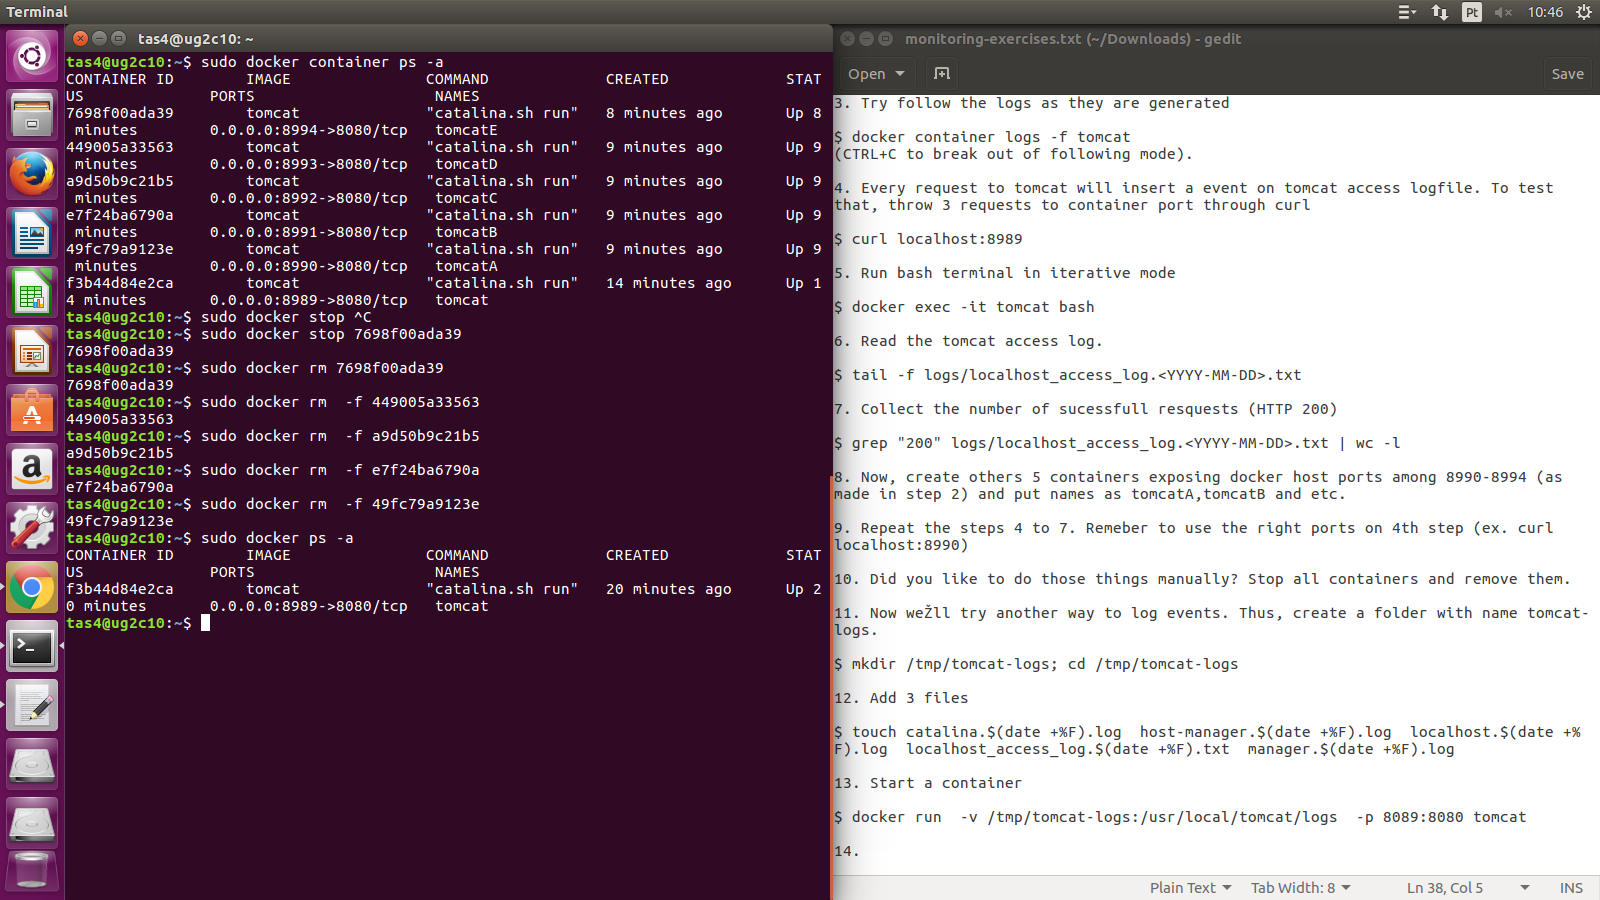 Terminal
Pt
10:46
tas4@ug2c10: ~
tas4@ug2c10:~$ sudo docker container ps -a
CONTAINER ID        IMAGE               COMMAND             CREATED             STAT
US              PORTS                    NAMES
7698f00ada39        tomcat              "catalina.sh run"   8 minutes ago       Up 8
 minutes        0.0.0.0:8994->8080/tcp   tomcatE
449005a33563        tomcat              "catalina.sh run"   9 minutes ago       Up 9
 minutes        0.0.0.0:8993->8080/tcp   tomcatD
a9d50b9c21b5        tomcat              "catalina.sh run"   9 minutes ago       Up 9
 minutes        0.0.0.0:8992->8080/tcp   tomcatC
e7f24ba6790a        tomcat              "catalina.sh run"   9 minutes ago       Up 9
 minutes        0.0.0.0:8991->8080/tcp   tomcatB
49fc79a9123e        tomcat              "catalina.sh run"   9 minutes ago       Up 9
 minutes        0.0.0.0:8990->8080/tcp   tomcatA
f3b44d84e2ca        tomcat              "catalina.sh run"   14 minutes ago      Up 1
4 minutes       0.0.0.0:8989->8080/tcp   tomcat
tas4@ug2c10:~$ sudo docker stop ^C
tas4@ug2c10:~$ sudo docker stop 7698f00ada39
7698f00ada39
tas4@ug2c10:~$ sudo docker rm 7698f00ada39
7698f00ada39
tas4@ug2c10:~$ sudo docker rm  -f 449005a33563
449005a33563
tas4@ug2c10:~$ sudo docker rm  -f a9d50b9c21b5
a9d50b9c21b5
tas4@ug2c10:~$ sudo docker rm  -f e7f24ba6790a
e7f24ba6790a
tas4@ug2c10:~$ sudo docker rm  -f 49fc79a9123e
49fc79a9123e
tas4@ug2c10:~$ sudo docker ps -a
CONTAINER ID        IMAGE               COMMAND             CREATED             STAT
US              PORTS                    NAMES
f3b44d84e2ca        tomcat              "catalina.sh run"   20 minutes ago      Up 2
0 minutes       0.0.0.0:8989->8080/tcp   tomcat
tas4@ug2c10:~$
monitoring-exercises.txt (~/Downloads) - gedit
Open
Save
3. Try follow the logs as they are generated
$ docker container logs -f tomcat
(CTRL+C to break out of following mode).
4. Every request to tomcat will insert a event on tomcat access logfile. To test
that, throw 3 requests to container port through curl
$ curl localhost:8989
5. Run bash terminal in iterative mode
$ docker exec -it tomcat bash
6. Read the tomcat access log.
$ tail -f logs/localhost_access_log.<YYYY-MM-DD>.txt
7. Collect the number of sucessfull resquests (HTTP 200)
$ grep "200" logs/localhost_access_log.<YYYY-MM-DD>.txt | wc -l
8. Now, create others 5 containers exposing docker host ports among 8990-8994 (as
made in step 2) and put names as tomcatA,tomcatB and etc.
9. Repeat the steps 4 to 7. Remeber to use the right ports on 4th step (ex. curl
localhost:8990)
10. Did you like to do those things manually? Stop all containers and remove them.
11. Now weŽll try another way to log events. Thus, create a folder with name tomcat-
logs.
$ mkdir /tmp/tomcat-logs; cd /tmp/tomcat-logs
12. Add 3 files
$ touch catalina.$(date +%F).log  host-manager.$(date +%F).log  localhost.$(date +%
F).log  localhost_access_log.$(date +%F).txt  manager.$(date +%F).log
13. Start a container
$ docker run  -v /tmp/tomcat-logs:/usr/local/tomcat/logs  -p 8089:8080 tomcat
14.
Plain Text
Tab Width: 8
Ln 38, Col 5
INS